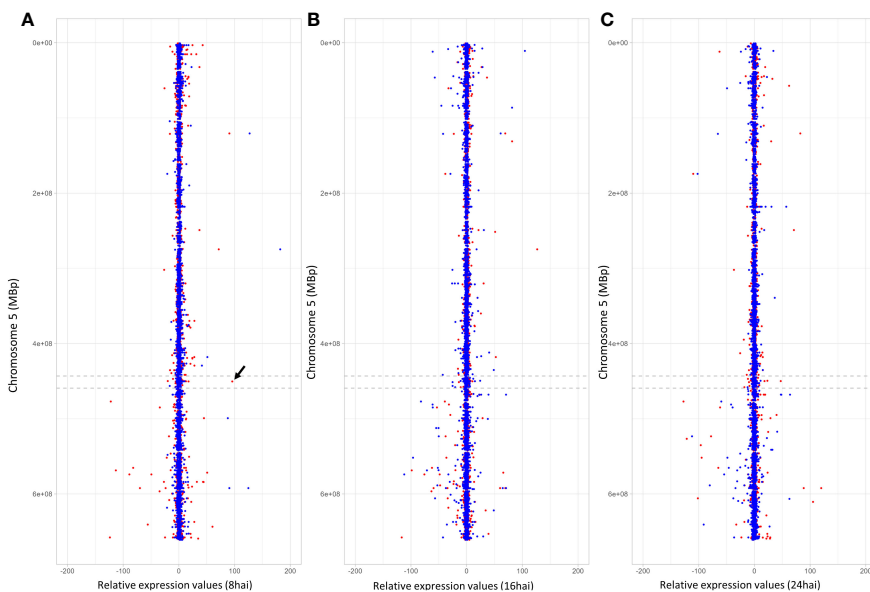 A
B
C
0e+00
2e+08
4e+08
6e+08
Chromosome 5 (MBp)
-200
-100
0
100
200
Relative expression values (8hai)
0e+00
2e+08
4e+08
6e+08
Chromosome 5 (MBp)
-200
-100
0
100
200
Relative expression values (16hai)
0e+00
2e+08
4e+08
6e+08
Chromosome 5 (MBp)
-200
-100
0
100
200
Relative expression values (24hai)